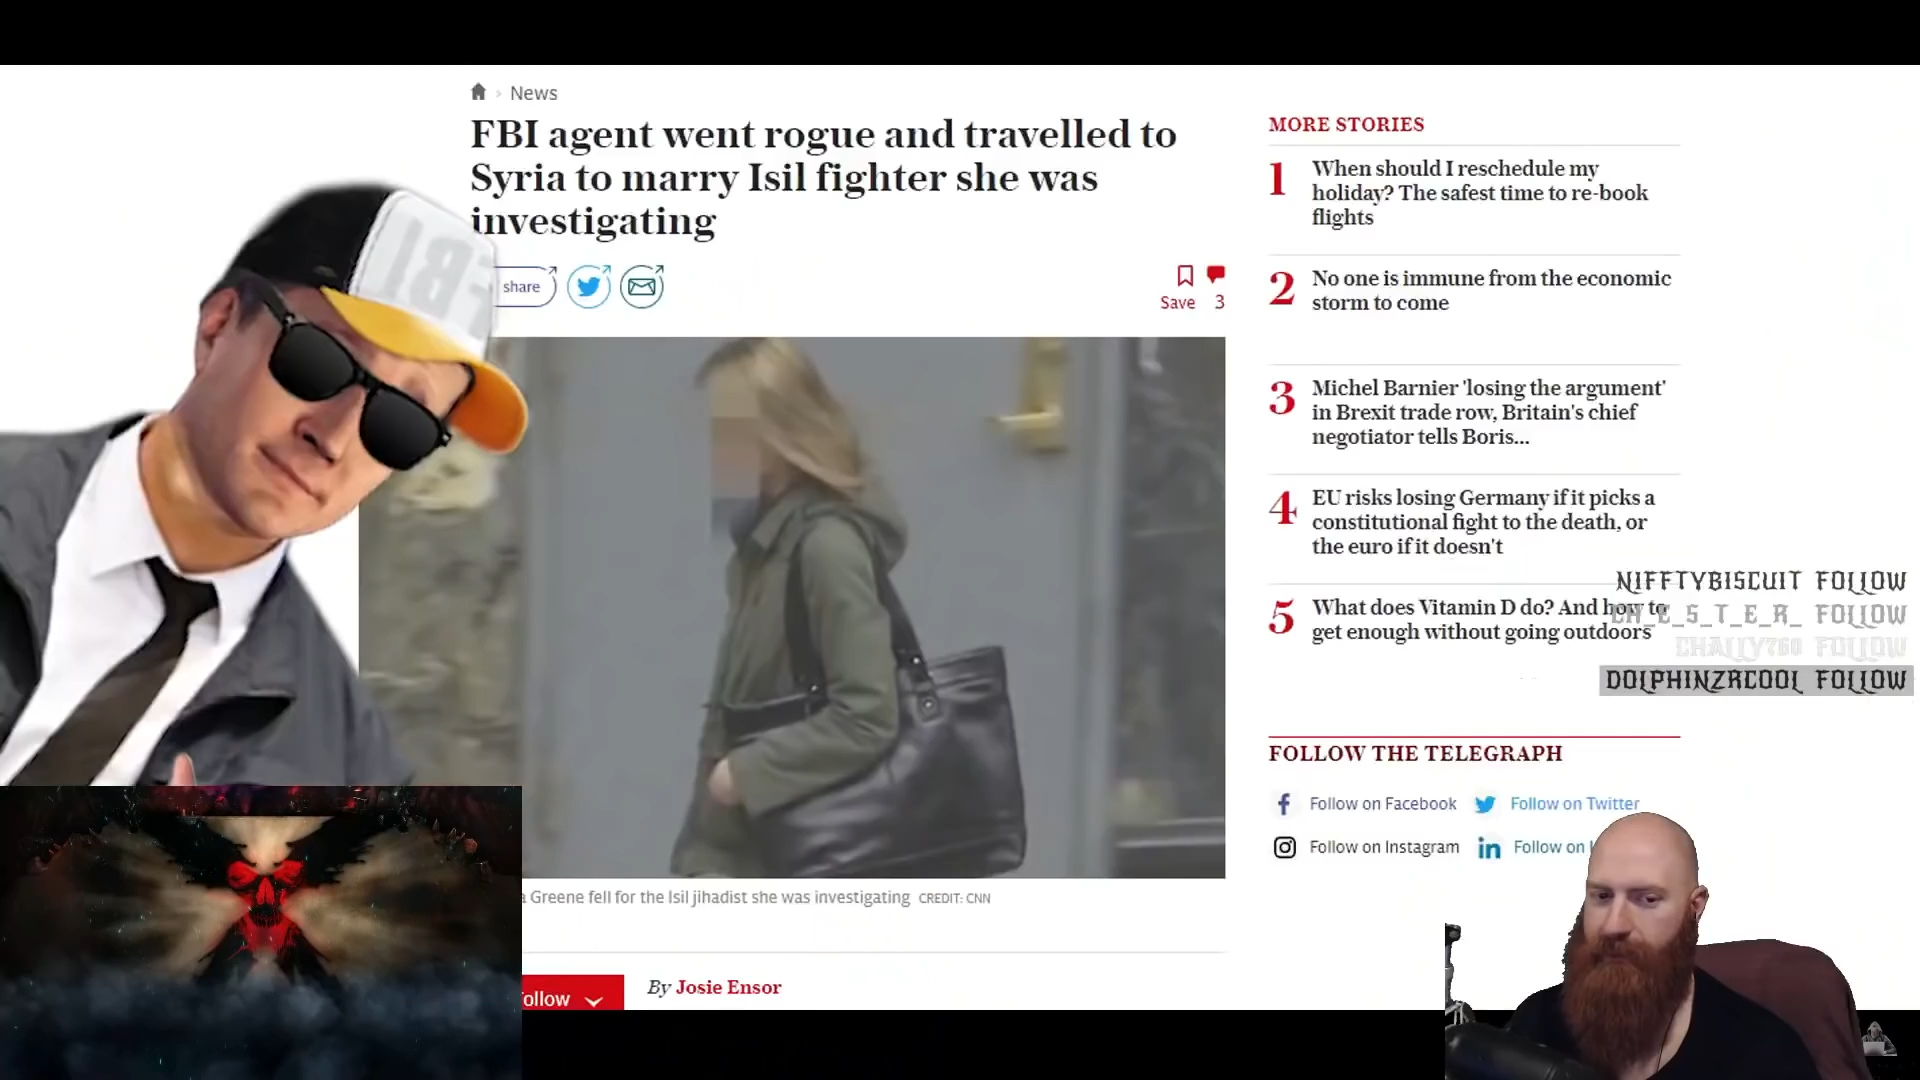 News
FBI agent went rogue and travelled to
Syria to marry Isil fighter she was
investigating
FBI
share
Save 3
a Greene fell for the Isil jihadist she was investigating CREDIT: CNN
ollow
By Josie Ensor
MORE STORIES
1
When should I reschedule my
holiday? The safest time to re-book
flights
2
No one is immune from the economic
storm to come
3
Michel Barnier 'losing the argument'
in Brexit trade row, Britain's chief
negotiator tells Boris...
4
EU risks losing Germany if it picks a
constitutional fight to the death, or
the euro if it doesn't
5
What does Vitamin D do? And how to
get enough without going outdoors
NIFFTYBISCUIT FOLLOW
CH_E_S_T_E_R_ FOLLOW
CHALLY760 FOLLOW
DOLPHINZRCOOL FOLLOW
FOLLOW THE TELEGRAPH
Follow on Facebook
Follow on Twitter
Follow on Instagram
in Follow on